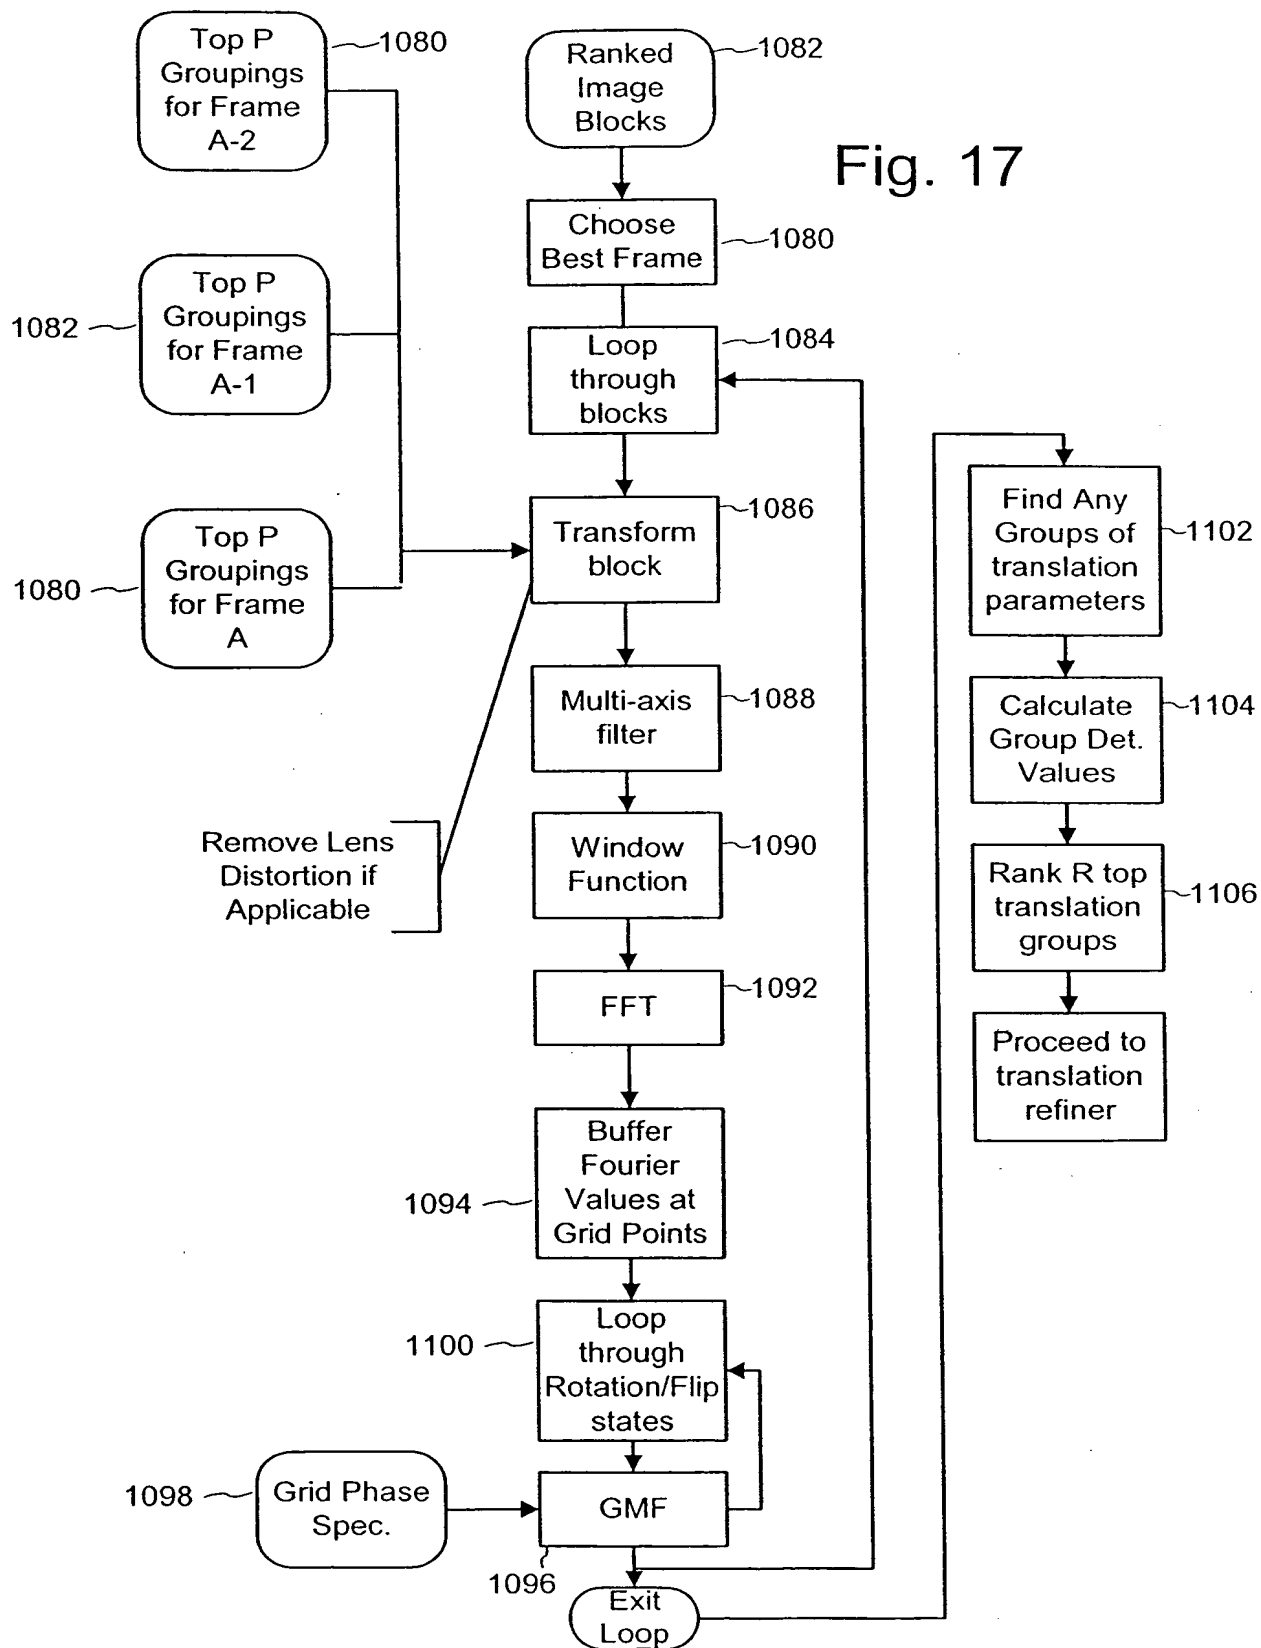 Top P
Groupings
for Frame
A-2
1080
Ranked
Image
Blocks
1082
Fig. 17
Choose
Best Frame
1080
Top P
Groupings
for Frame
A-1
1082
Loop
through
blocks
1084
Top P
Groupings
for Frame
A
1080
Transform
block
1086
Remove Lens
Distortion if
Applicable
Multi-axis
filter
1088
Window
Function
1090
FFT
1092
Buffer
Fourier
Values at
Grid Points
1094
Loop
through
Rotation/Flip
states
1100
Grid Phase
Spec.
1098
GMF
1096
Exit
Loop
Find Any
Groups of
translation
parameters
1102
Calculate
Group Det.
Values
1104
Rank R top
translation
groups
1106
Proceed to
translation
refiner